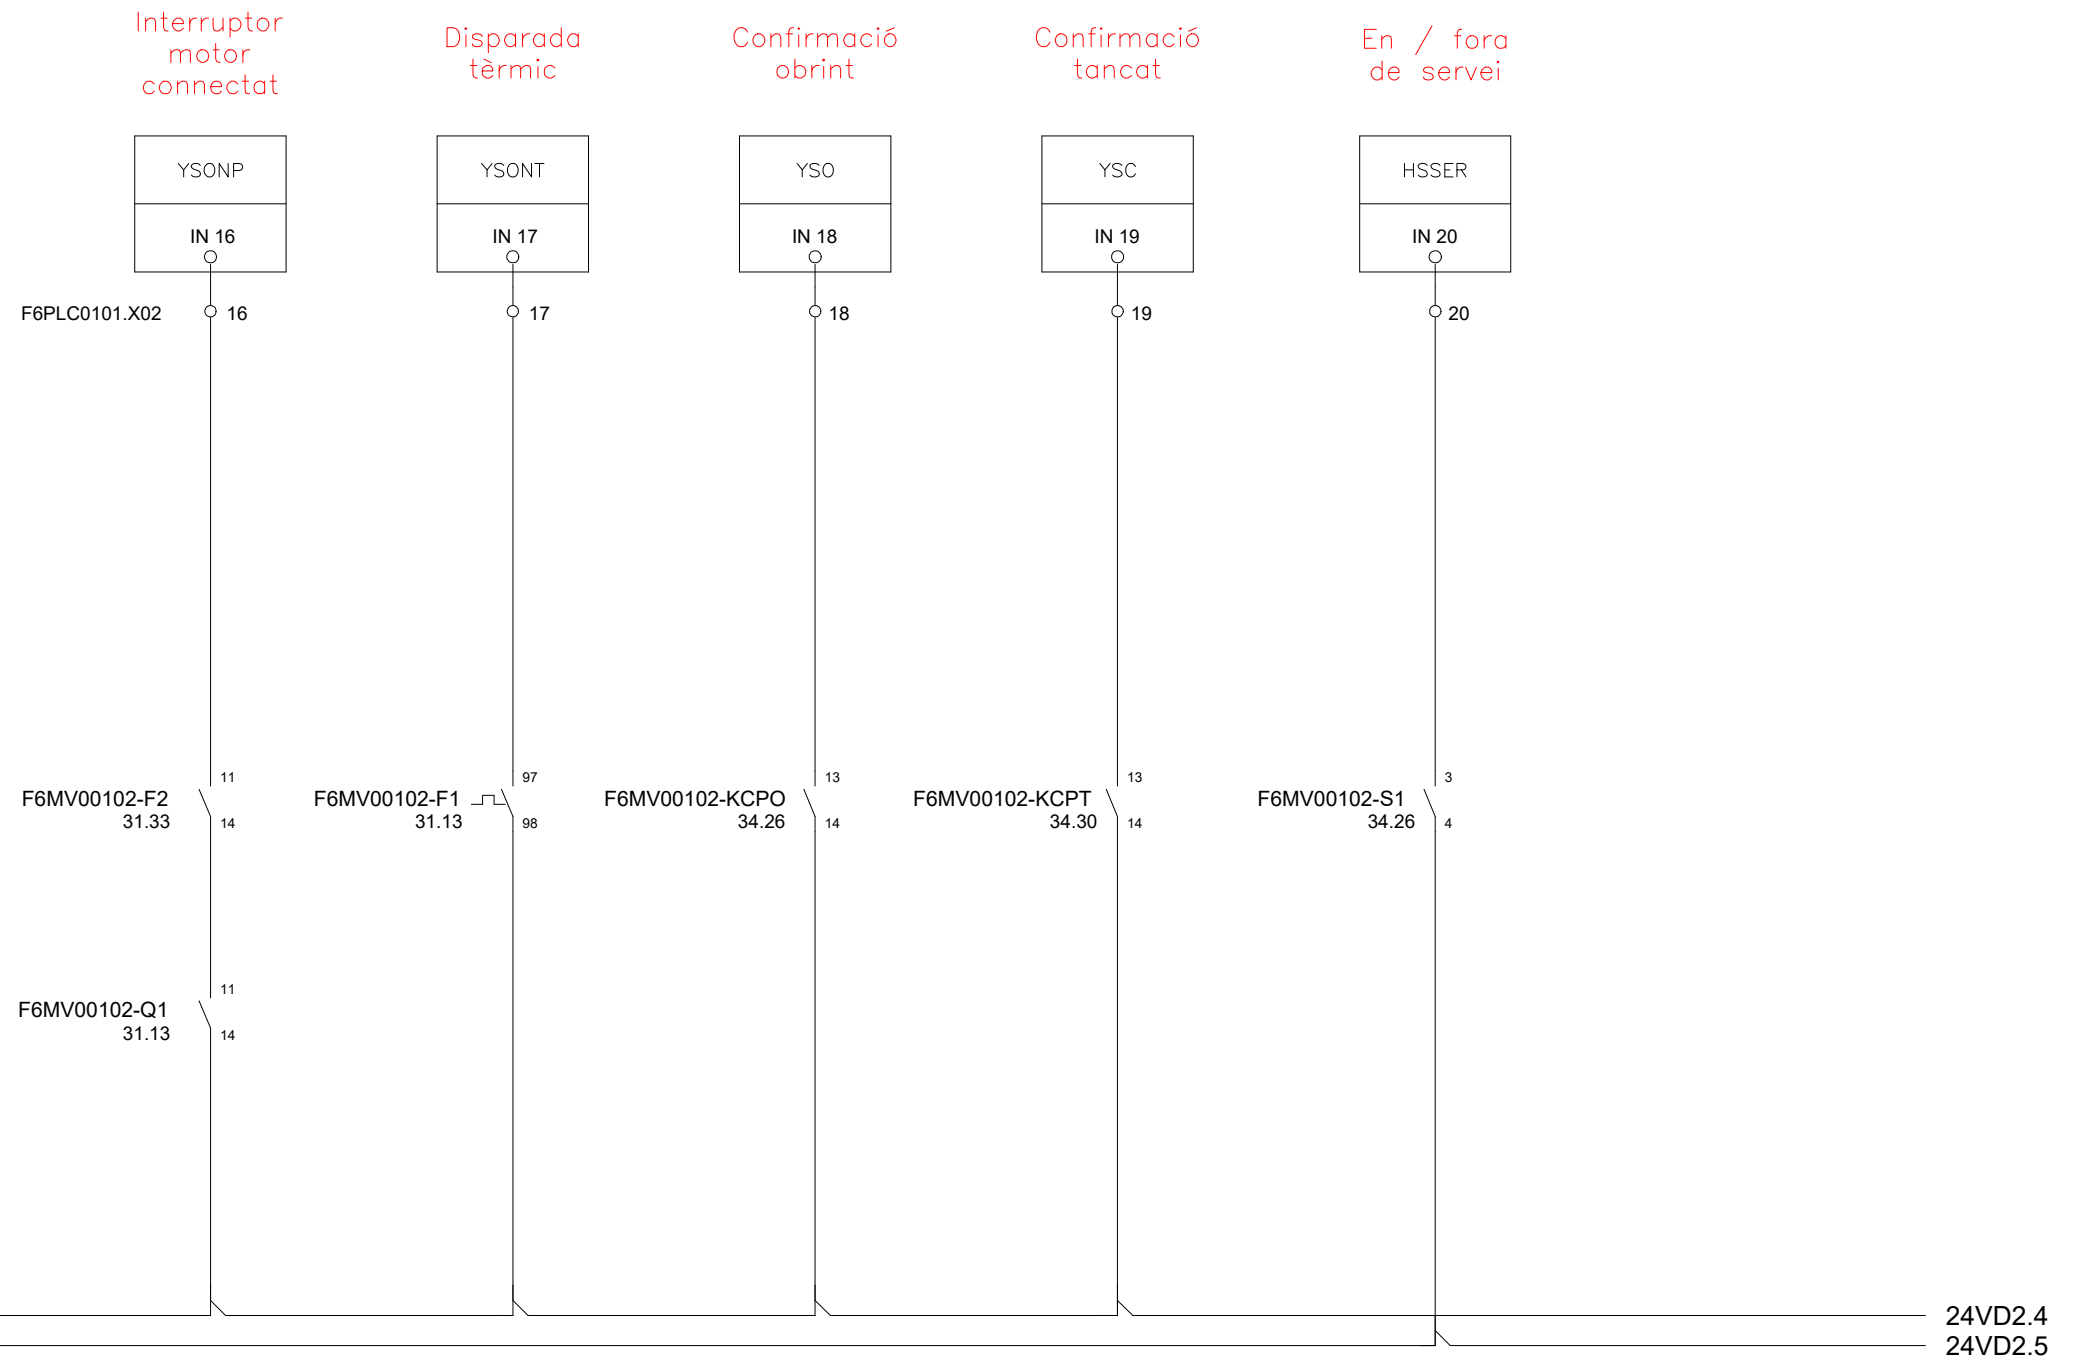 Interruptor
motor
connectat
Disparada
tèrmic
Confirmació
obrint
Confirmació
tancat
En / fora
de servei
YSONP
YSONT
YSO
YSC
HSSER
IN 16
IN 17
IN 18
IN 19
IN 20
F6PLC0101.X02
16
17
18
19
20
11
F6MV00102-F2
31.33
14
97
F6MV00102-F1
31.13
98
13
F6MV00102-KCPO
34.26
14
13
F6MV00102-KCPT
34.30
14
3
F6MV00102-S1
34.26
4
11
F6MV00102-Q1
31.13
14
24VD2.4
24VD2.5